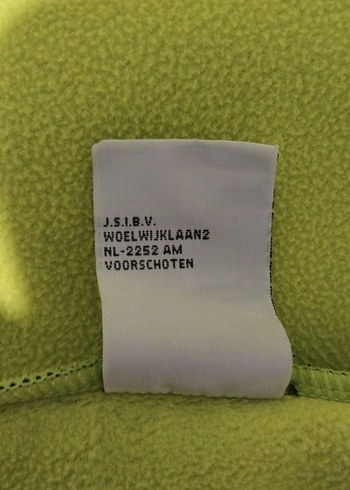 J.S.I.B.V.
WOELWIJKLAAN2
NL-2252 AM
VOORSCHOTEN